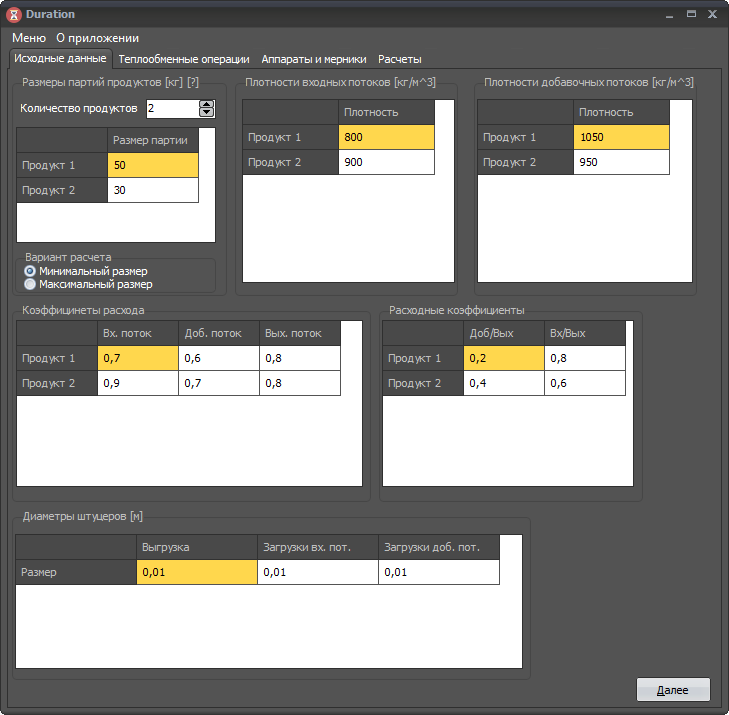 Duration
Меню О приложении
Исходные данные Теплообменные операции Аппараты и мерники Расчеты
Размеры партий продуктов [кг] [?]
Количество продуктов 2
Размер партии
Продукт 1 50
Продукт 2 30
Вариант расчета
Минимальный размер
Максимальный размер
Плотности входных потоков [кг/м^3]
Плотность
Продукт 1 800
Продукт 2 900
Плотности добавочных потоков [кг/м^3]
Плотность
Продукт 1 1050
Продукт 2 950
Коэффицинеты расхода
Вх. поток Доб. поток Вых. поток
Продукт 1 0,7 0,6 0,8
Продукт 2 0,9 0,7 0,8
Расходные коэффициенты
Доб/Вых Вх/Вых
Продукт 1 0,2 0,8
Продукт 2 0,4 0,6
Диаметры штуцеров [м]
Выгрузка Загрузки вх. пот. Загрузки доб. пот.
Размер 0,01 0,01 0,01
Далее